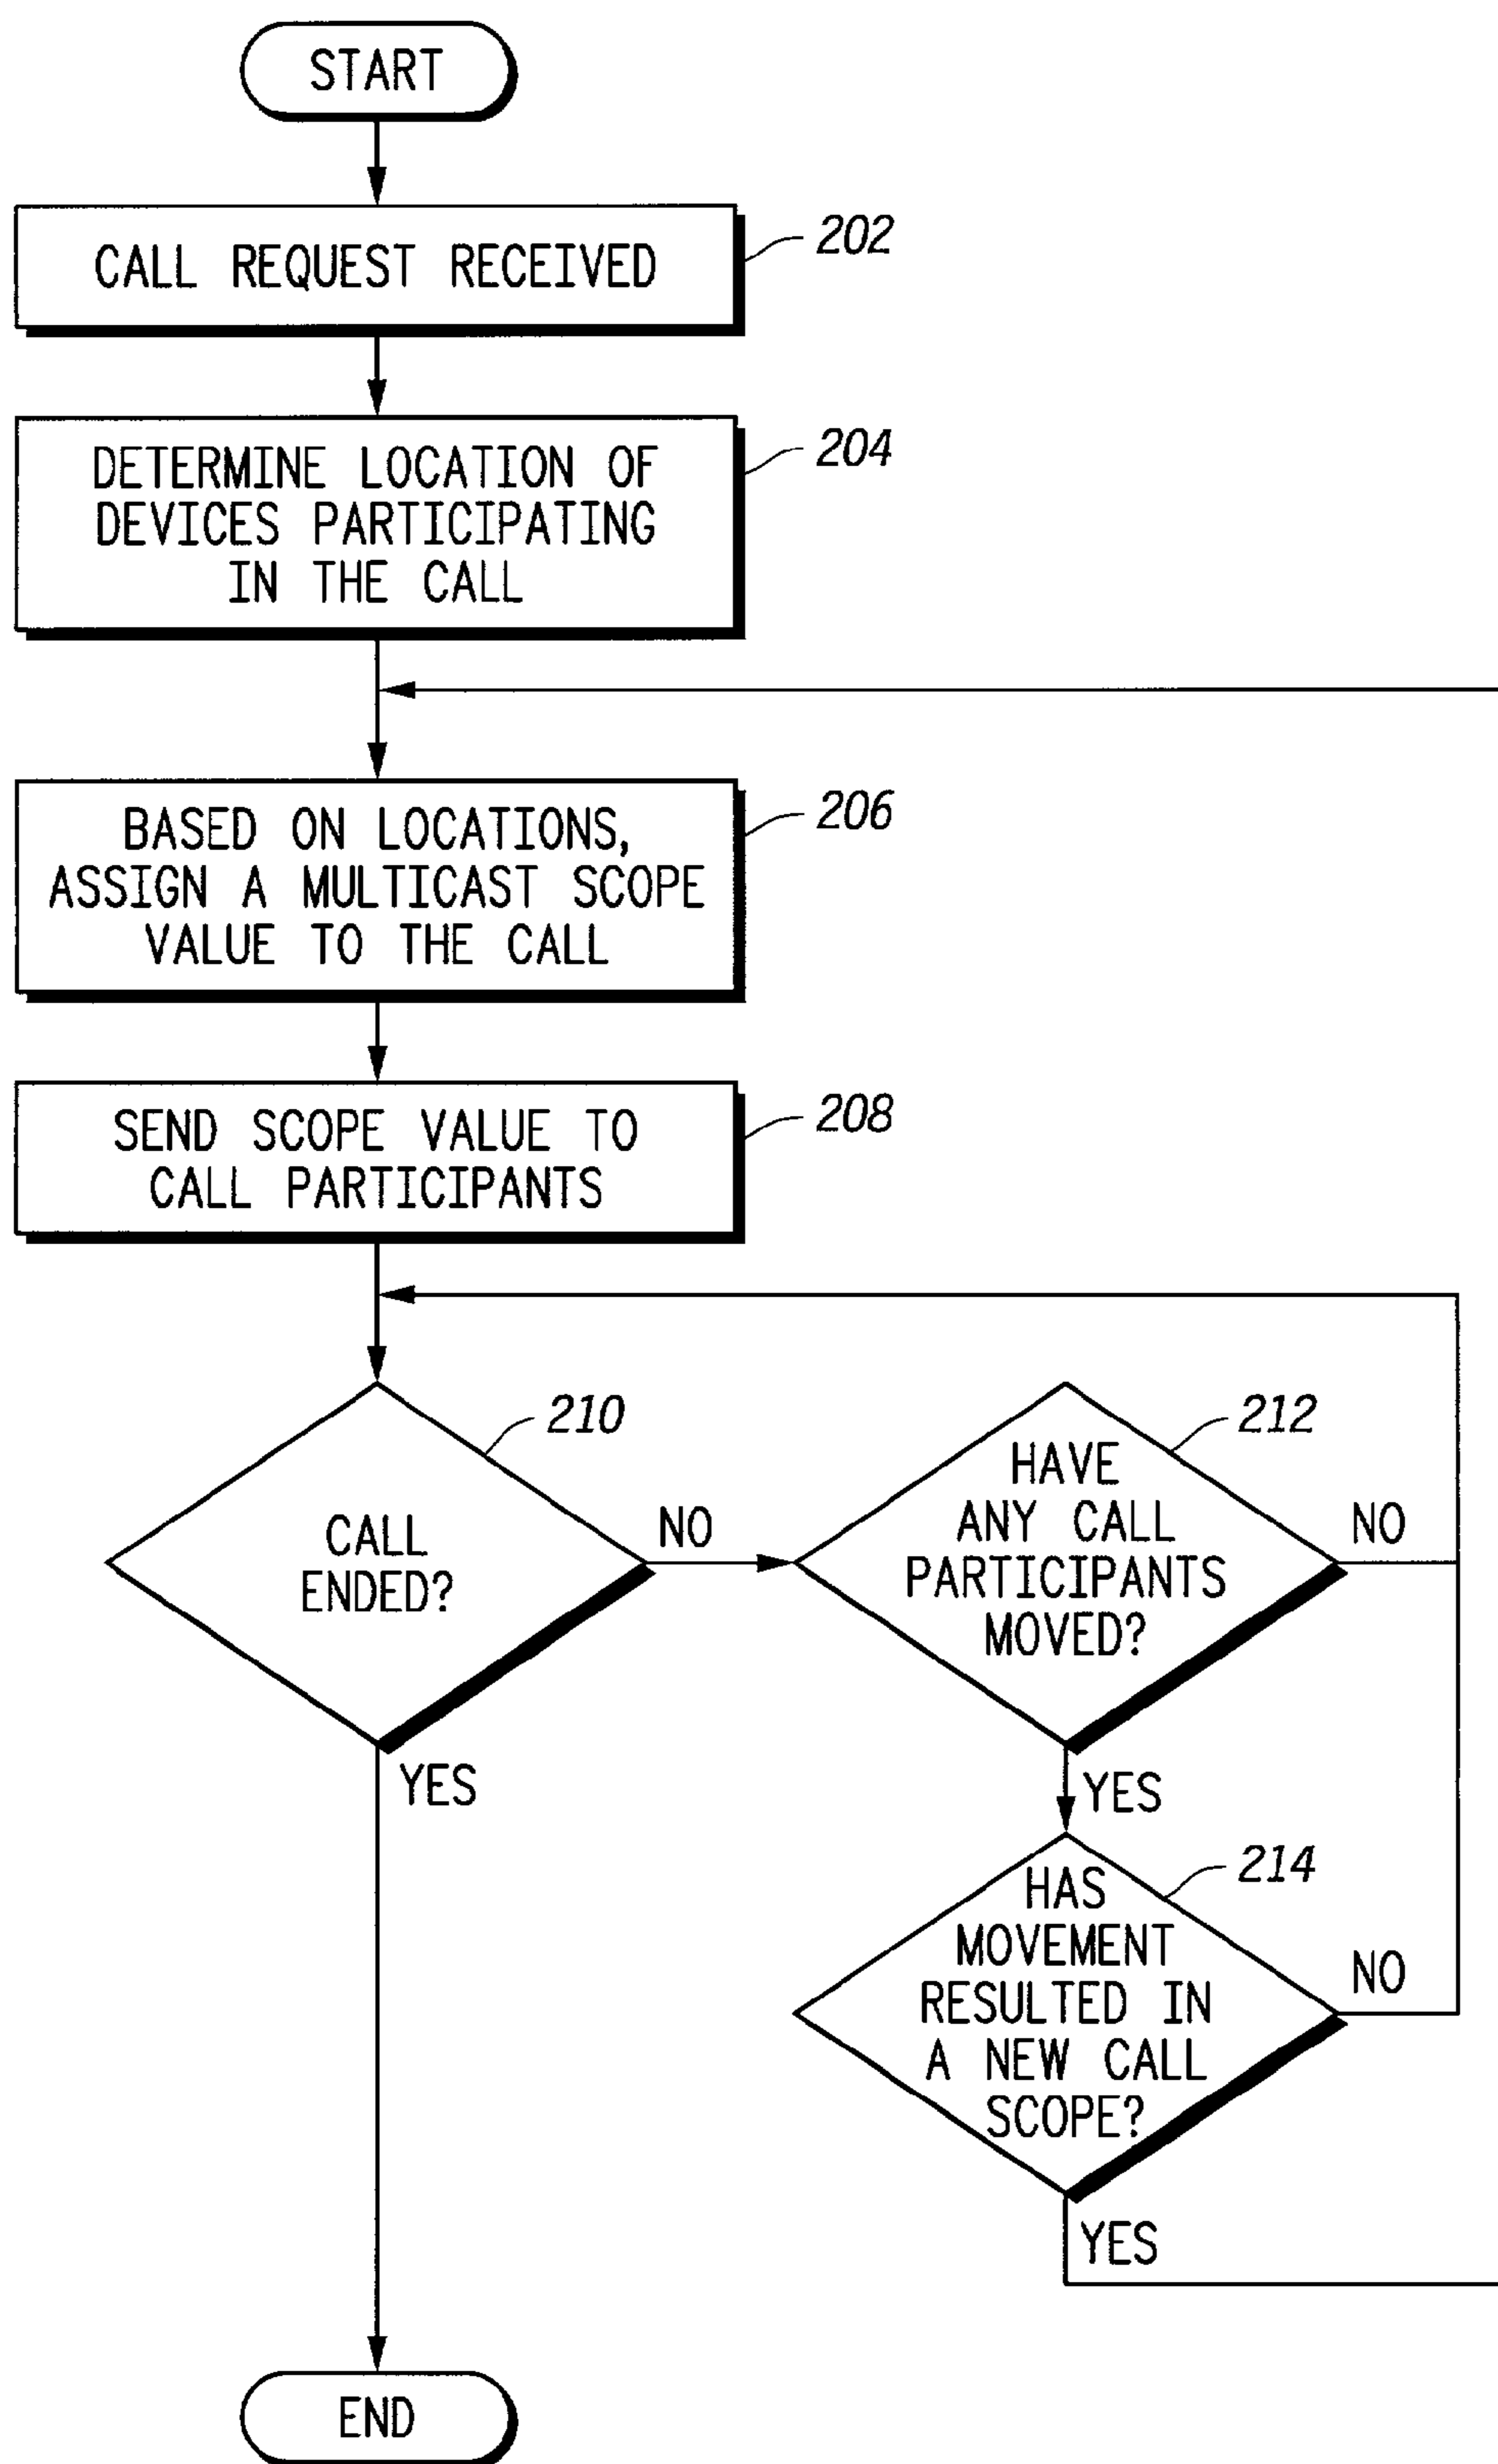 START
CALL REQUEST RECEIVED
202
DETERMINE LOCATION OF
DEVICES PARTICIPATING
IN THE CALL
204
BASED ON LOCATIONS,
ASSIGN A MULTICAST SCOPE
VALUE TO THE CALL
206
SEND SCOPE VALUE TO
CALL PARTICIPANTS
208
CALL
ENDED?
210
NO
YES
HAVE
ANY CALL
PARTICIPANTS
MOVED?
212
NO
YES
HAS
MOVEMENT
RESULTED IN
A NEW CALL
SCOPE?
214
NO
YES
END